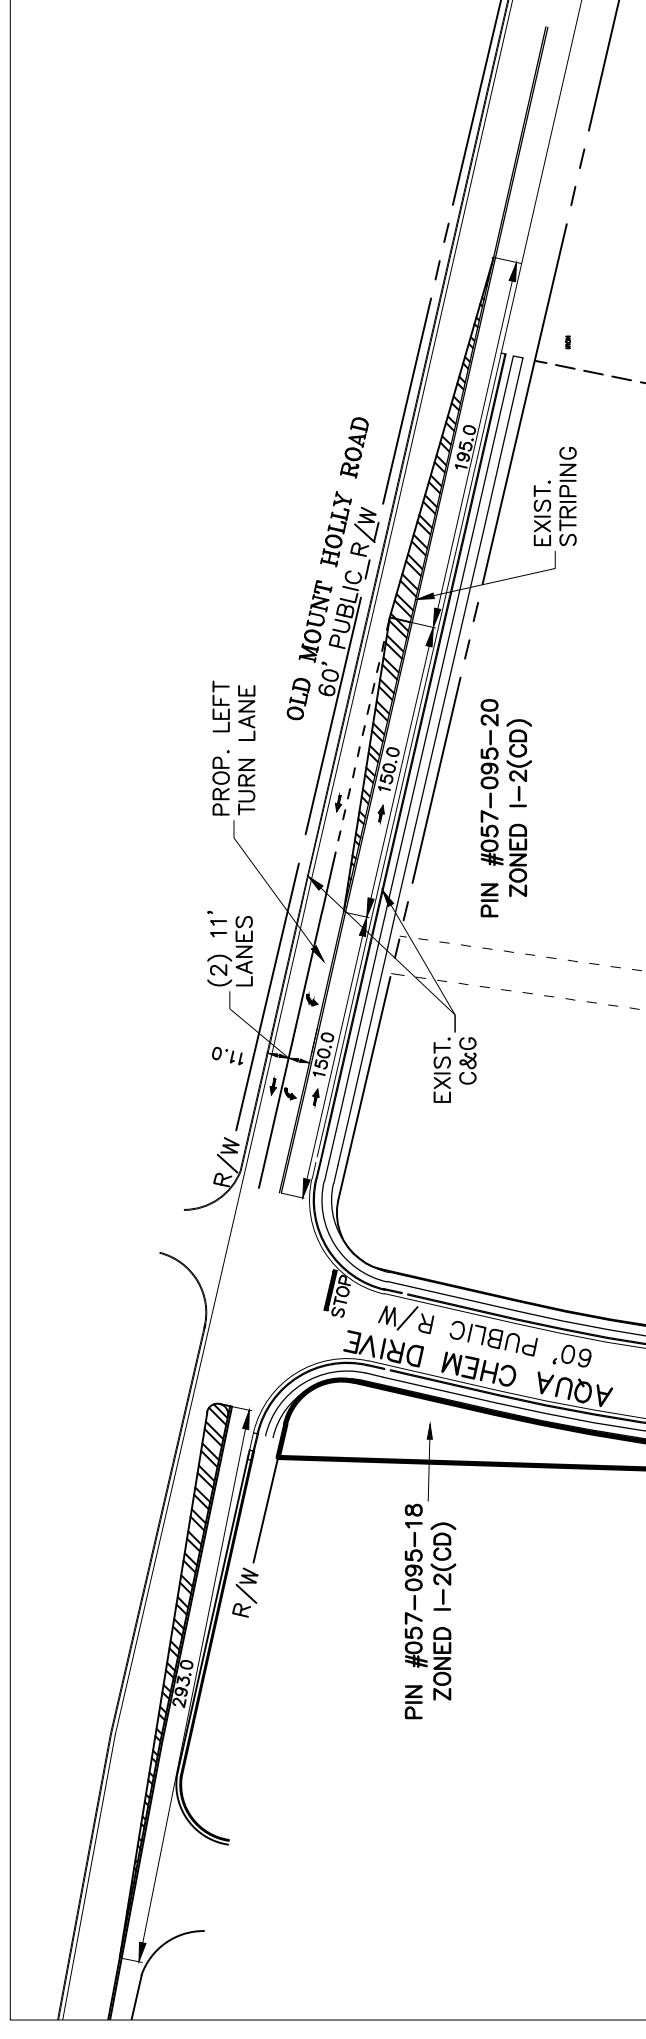 OLD MOUNT HOLLY ROAD
60' PUBLIC R/W
PROP. LEFT
TURN LANE
(2) 11'
LANES
11.0
R/W
195.0
EXIST.
STRIPING
150.0
150.0
PIN #057-095-20
ZONED I-2(CD)
EXIST.
C&G
STOP
AQUA CHEM DRIVE
60' PUBLIC R/W
R/W
293.0
PIN #057-095-18
ZONED I-2(CD)